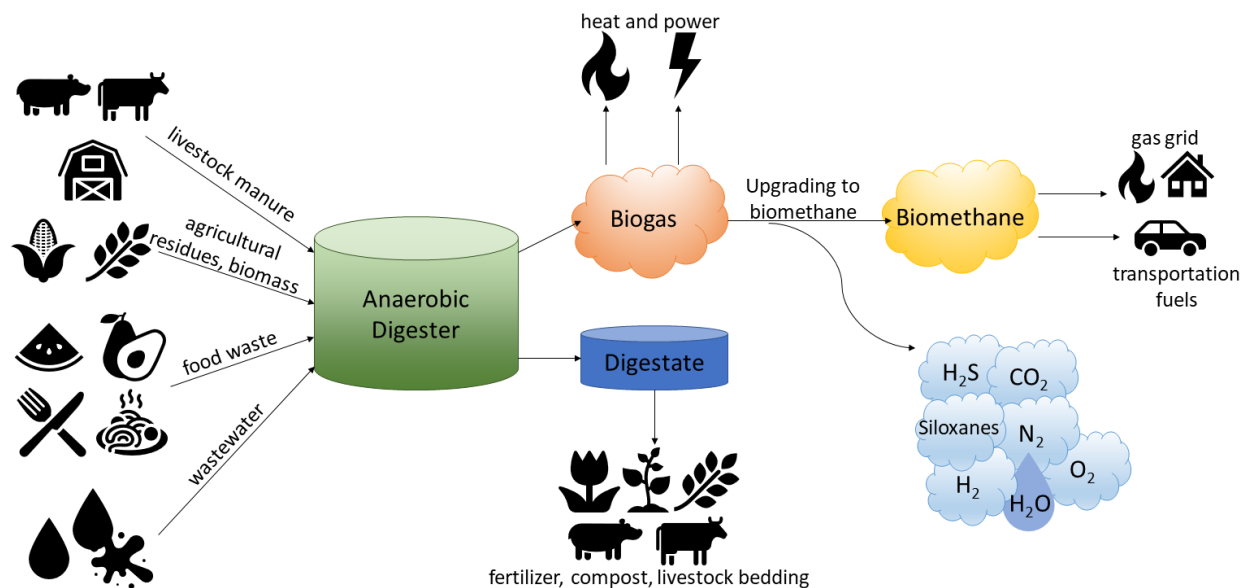 heat and power
livestock manure
agricultural
residues, biomass
food waste
wastewater
Anaerobic
Digester
Biogas
Digestate
fertilizer, compost, livestock bedding
Upgrading to
biomethane
Biomethane
gas grid
transportation
fuels
H₂S
CO₂
Siloxanes
N₂
O₂
H₂
H₂O